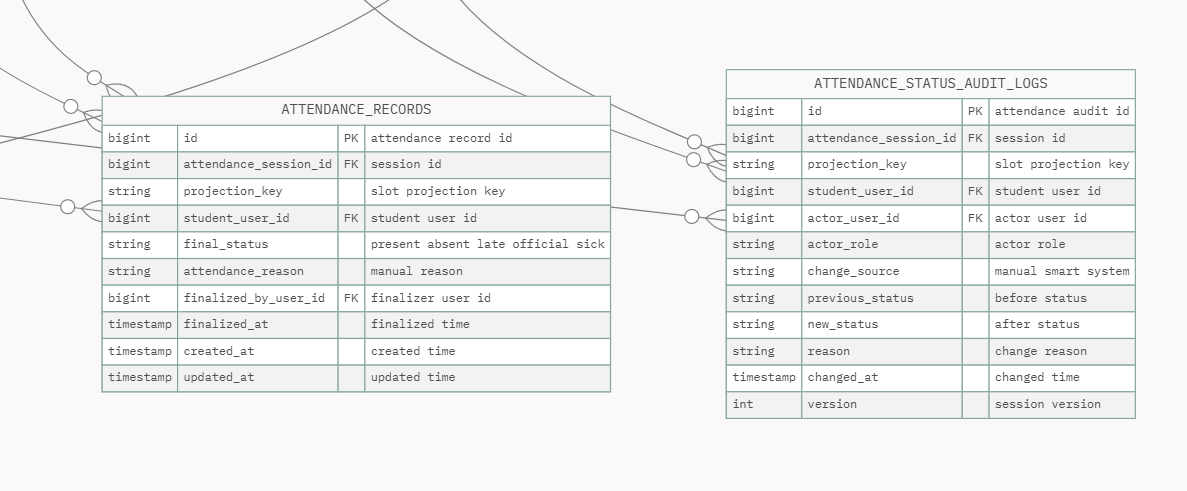 ATTENDANCE_RECORDS
bigint id PK attendance record id
bigint attendance_session_id FK session id
string projection_key slot projection key
bigint student_user_id FK student user id
string final_status present absent late official sick
string attendance_reason manual reason
bigint finalized_by_user_id FK finalizer user id
timestamp finalized_at finalized time
timestamp created_at created time
timestamp updated_at updated time
ATTENDANCE_STATUS_AUDIT_LOGS
bigint id PK attendance audit id
bigint attendance_session_id FK session id
string projection_key slot projection key
bigint student_user_id FK student user id
bigint actor_user_id FK actor user id
string actor_role actor role
string change_source manual smart system
string previous_status before status
string new_status after status
string reason change reason
timestamp changed_at changed time
int version session version